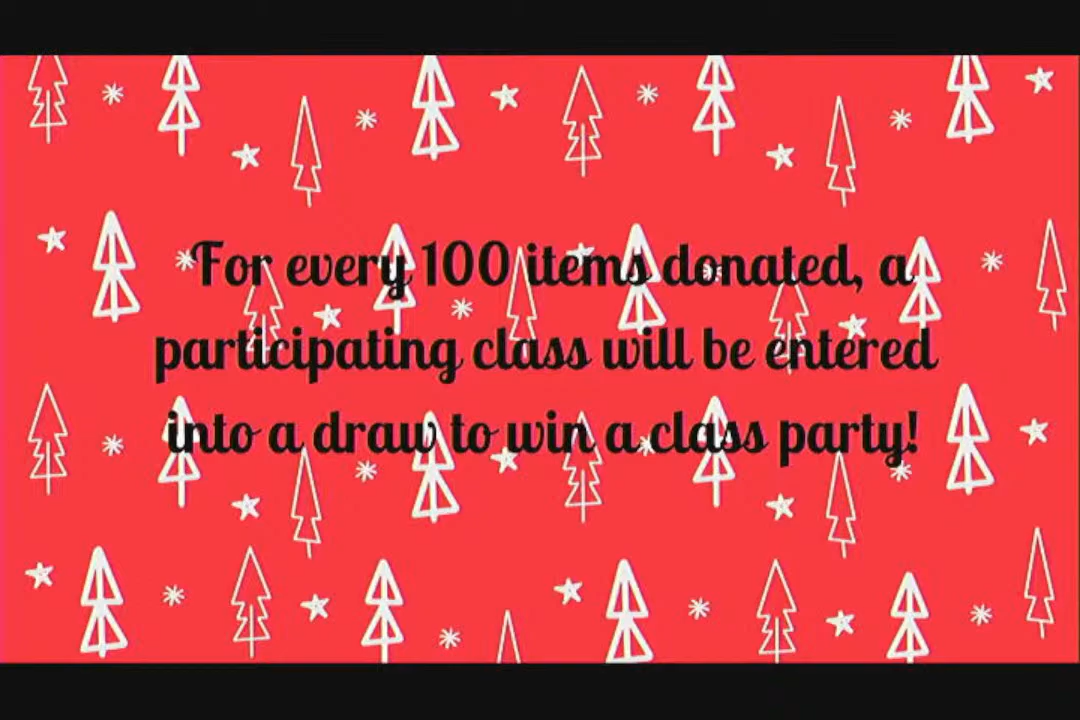 For every 100 items donated, a
participating class will be entered
into a draw to win a class party!